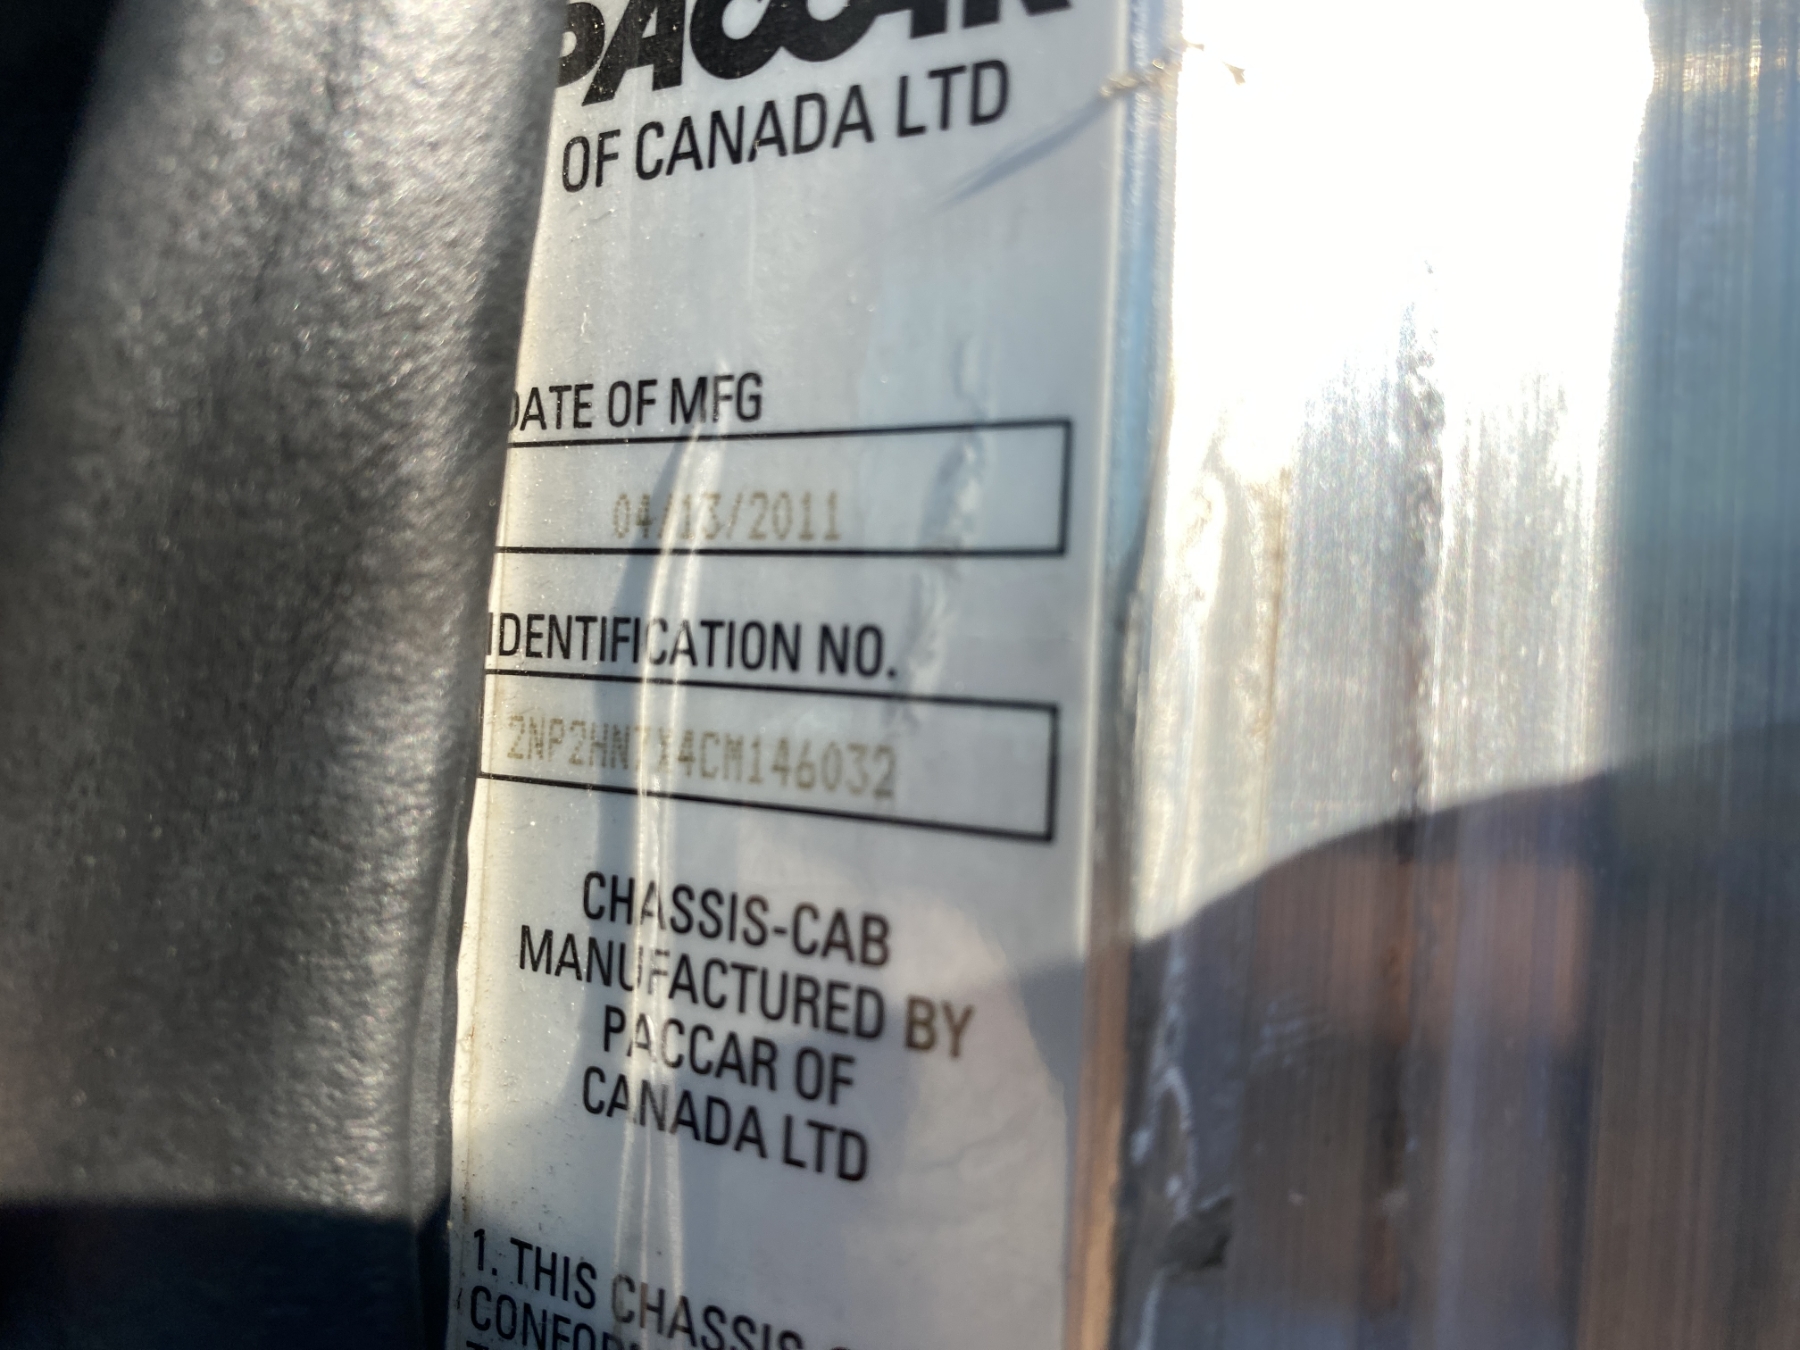 PACCAR
OF CANADA LTD
DATE OF MFG
04/13/2011
IDENTIFICATION NO.
2NP2HN7X4CM146032
CHASSIS-CAB
MANUFACTURED BY
PACCAR OF
CANADA LTD
1. THIS CHASSIS-